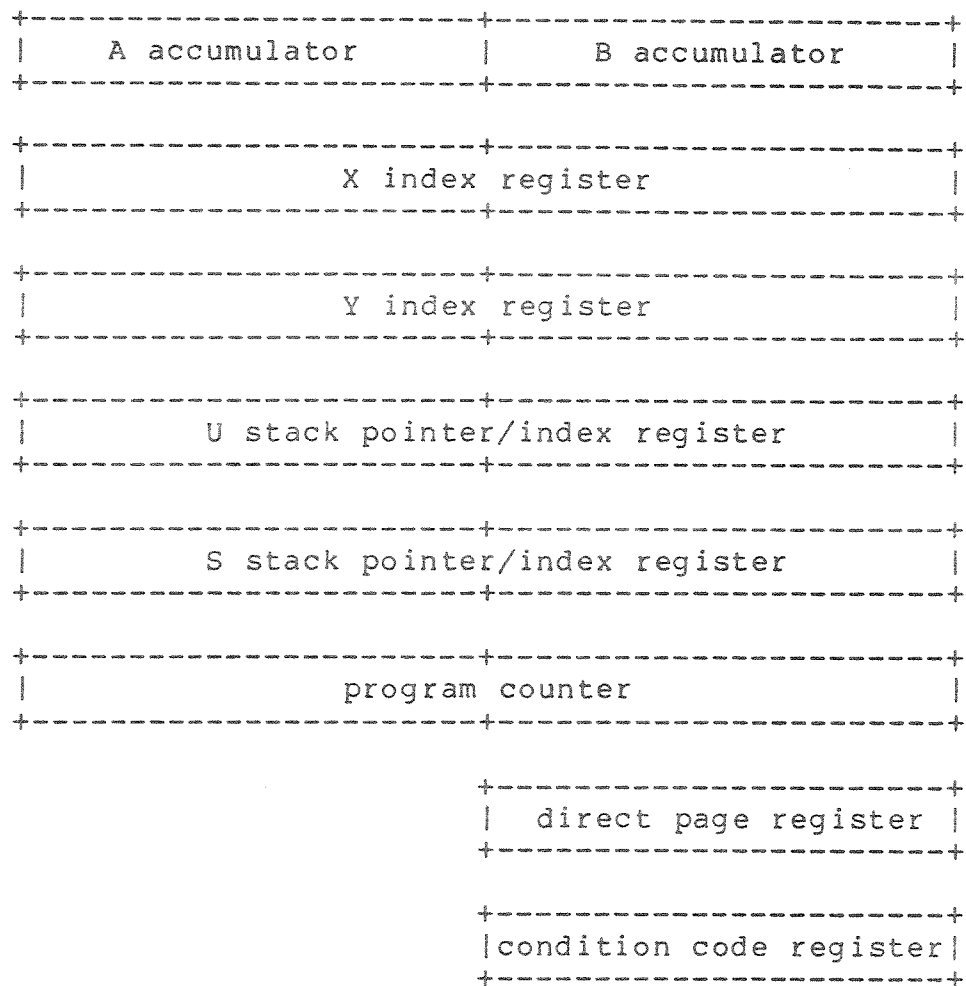 +-----------------------+-----------------------+
| A accumulator | B accumulator |
+-----------------------+-----------------------+
+-----------------------+-----------------------+
| X index register |
+-----------------------+-----------------------+
+-----------------------+-----------------------+
| Y index register |
+-----------------------+-----------------------+
+-----------------------+-----------------------+
| U stack pointer/index register |
+-----------------------+-----------------------+
+-----------------------+-----------------------+
| S stack pointer/index register |
+-----------------------+-----------------------+
+-----------------------+-----------------------+
| program counter |
+-----------------------+-----------------------+
+-----------------------+
| direct page register |
+-----------------------+
+-----------------------+
|condition code register|
+-----------------------+